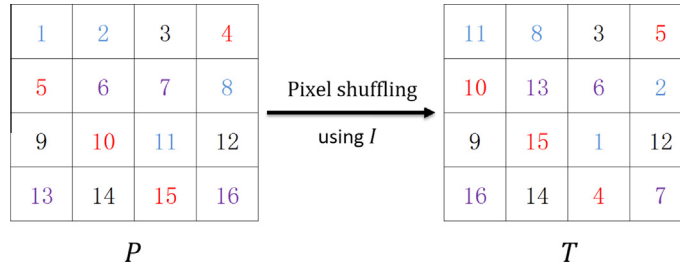 1 2 3 4
5 6 7 8
9 10 11 12
13 14 15 16
P
Pixel shuffling
using I
11 8 3 5
10 13 6 2
9 15 1 12
16 14 4 7
T